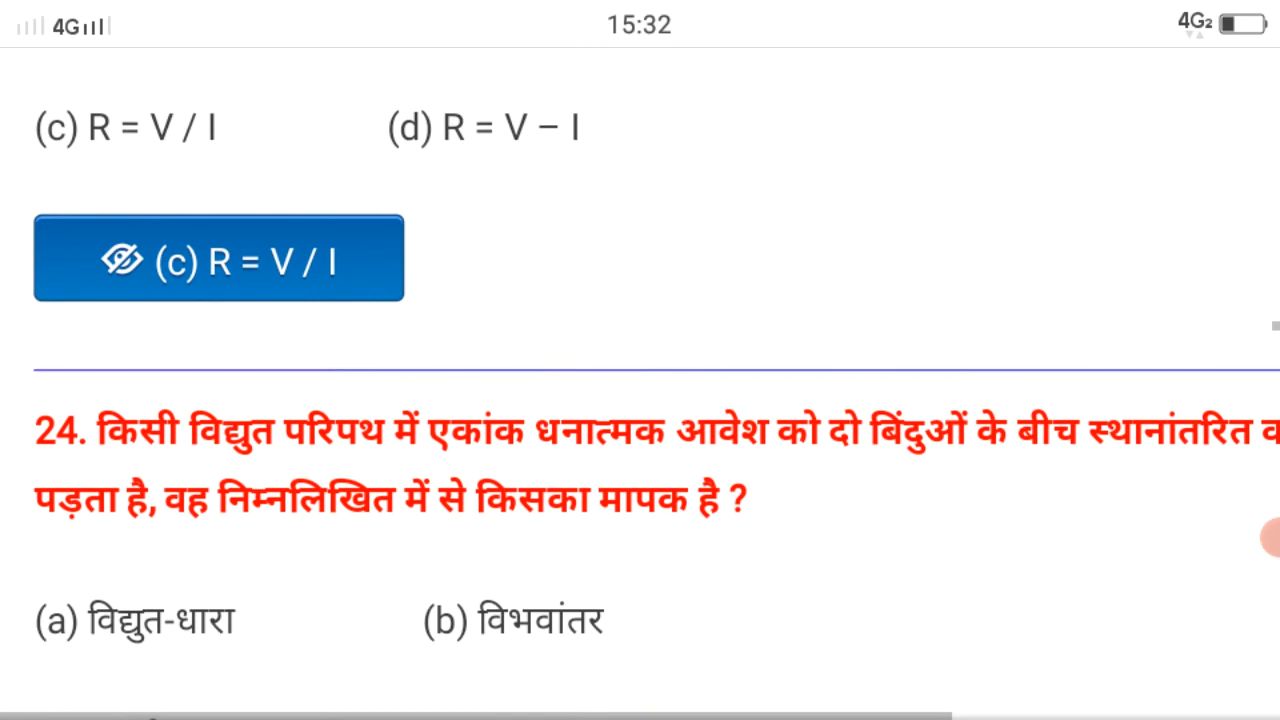 4G 15:32 4G2
(c) R = V / I (d) R = V – I
(c) R = V / I
24. किसी विद्युत परिपथ में एकांक धनात्मक आवेश को दो बिंदुओं के बीच स्थानांतरित
पड़ता है, वह निम्नलिखित में से किसका मापक है ?
(a) विद्युत-धारा (b) विभवांतर